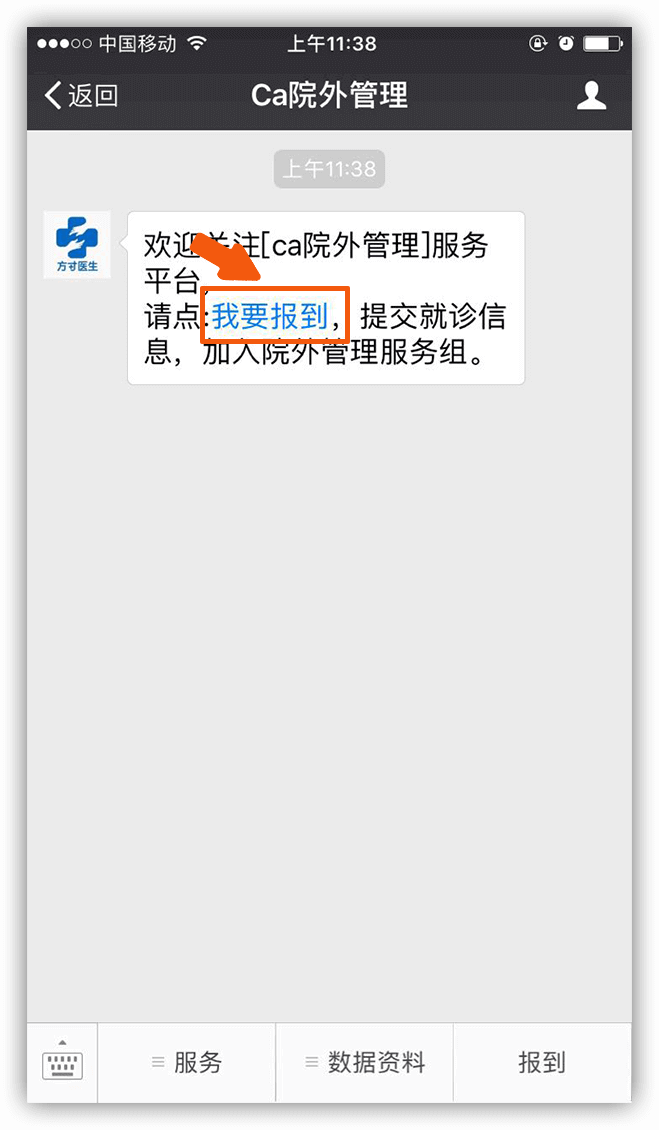 中国移动 上午11:38
返回 Ca院外管理
上午11:38
方寸医生
欢迎关注[ca院外管理]服务
平台,
请点:我要报到，提交就诊信
息，加入院外管理服务组。
服务 数据资料 报到